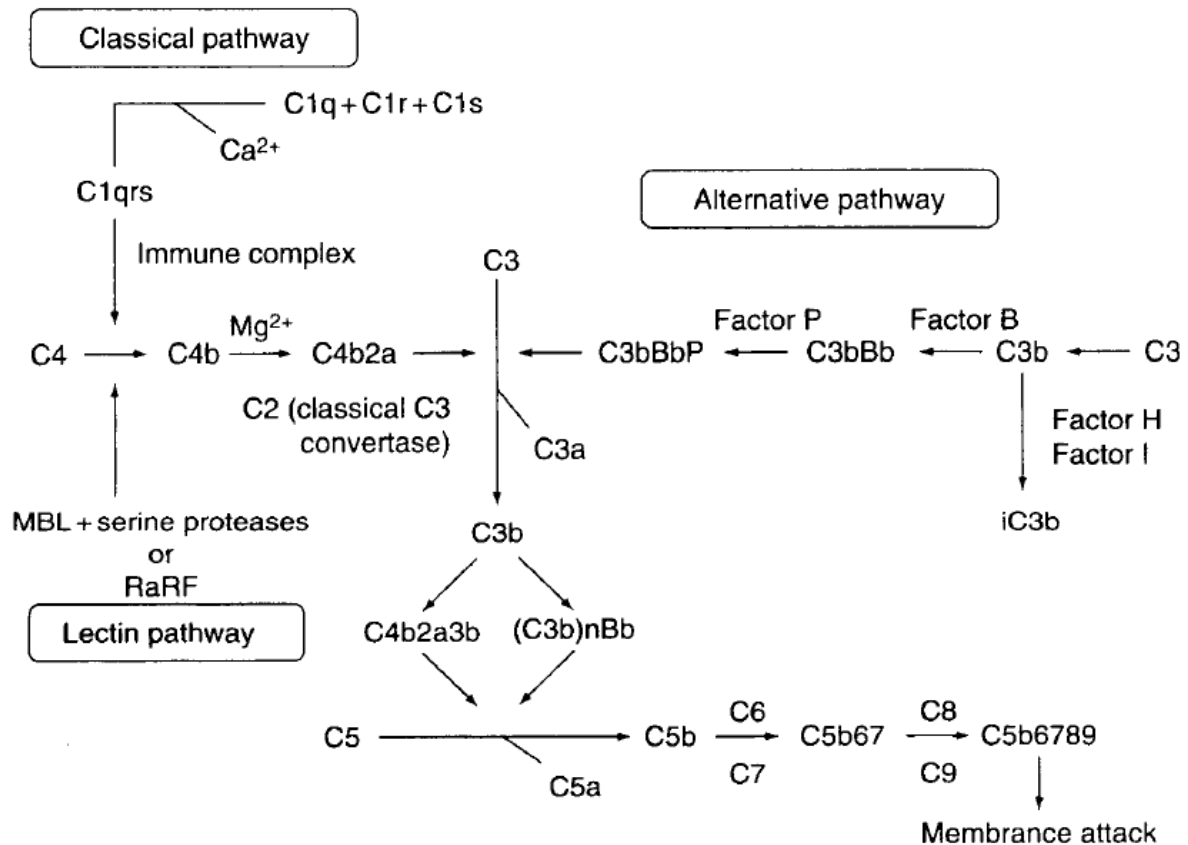 Classical pathway
C1q + C1r + C1s
Ca²⁺
C1qrs
Alternative pathway
Immune complex
C3
Factor P
Factor B
Mg²⁺
C4
C4b
C4b2a
C3bBbP
C3bBb
C3b
C3
C2 (classical C3
convertase)
C3a
Factor H
Factor I
MBL + serine proteases
or
RaRF
C3b
iC3b
Lectin pathway
C4b2a3b
(C3b)nBb
C5
C5a
C5b
C6
C7
C5b67
C8
C9
C5b6789
Membrance attack